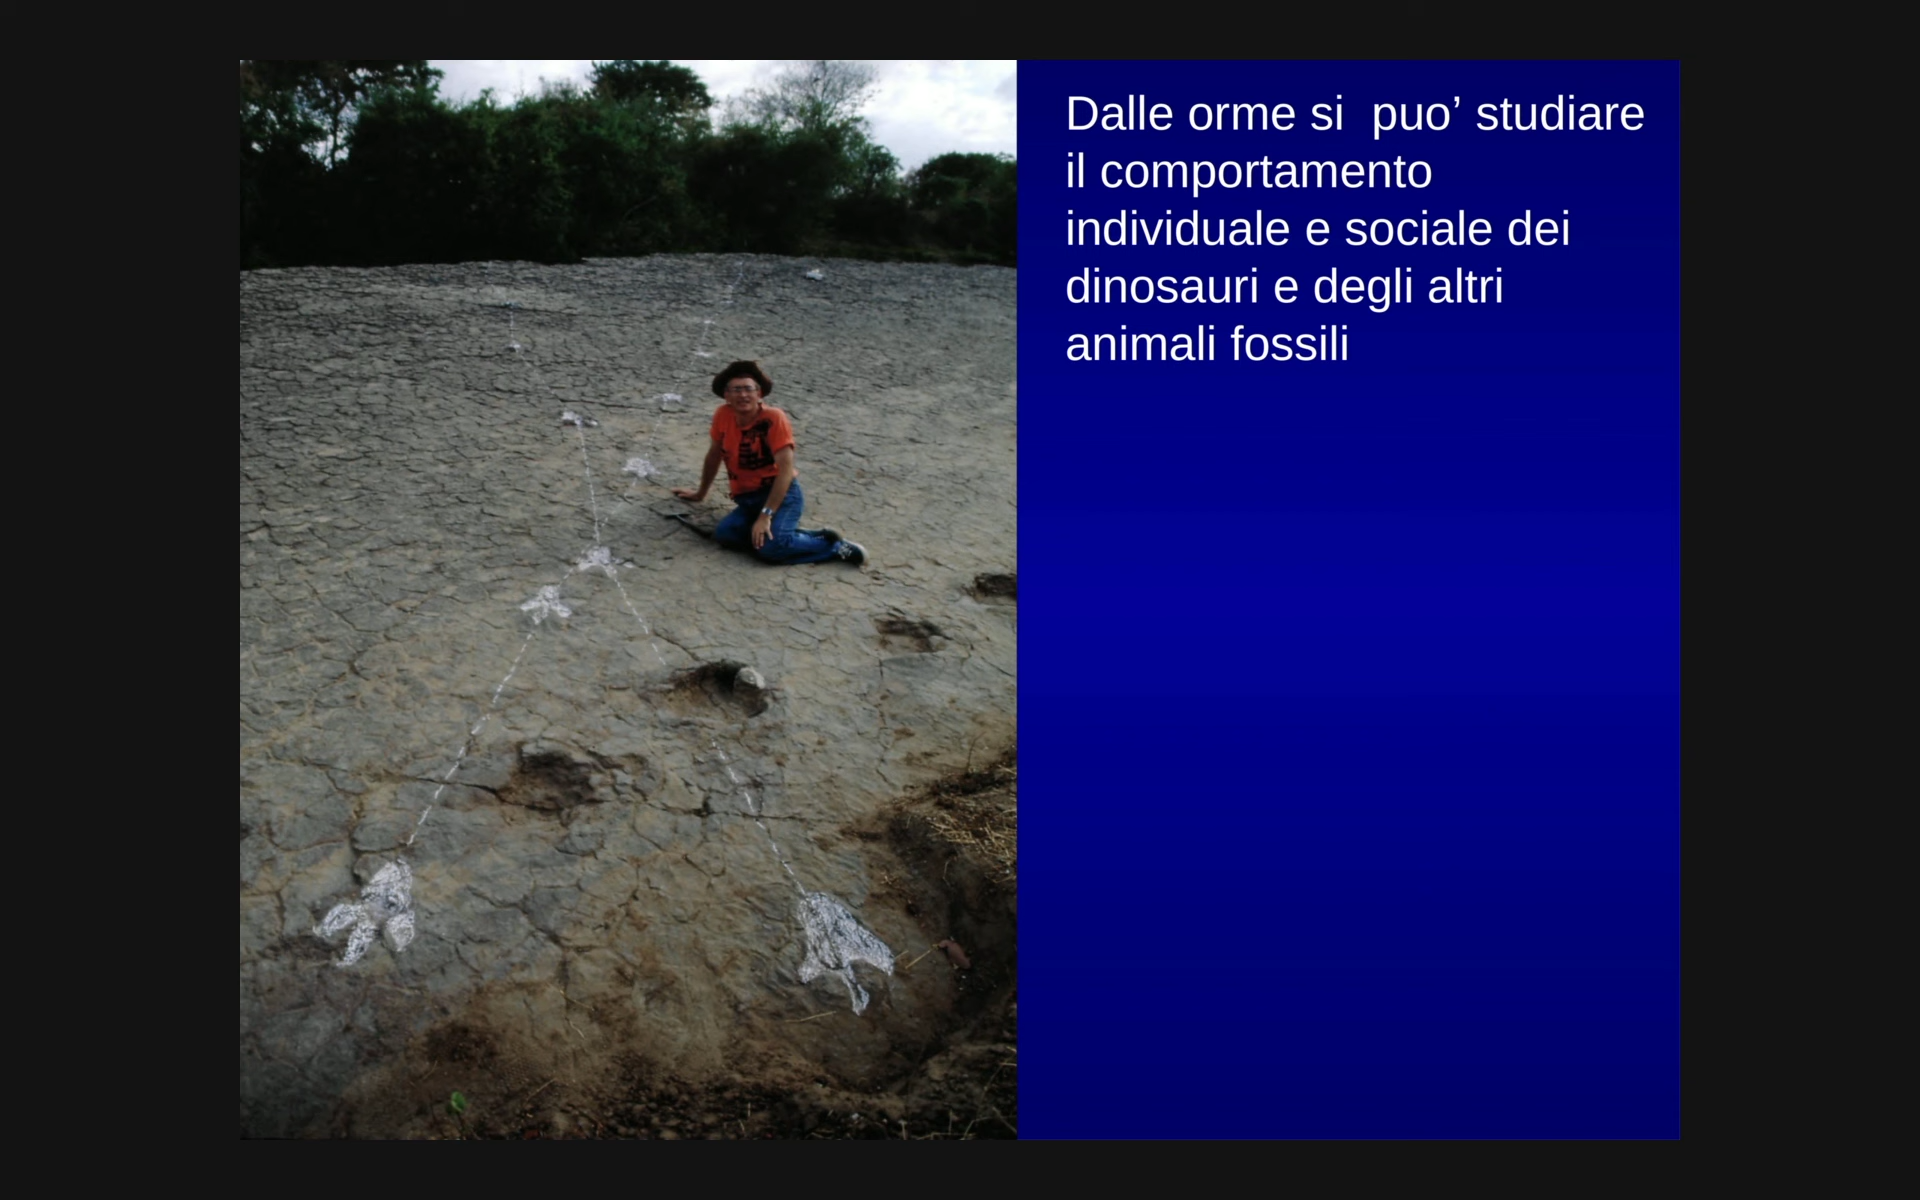 Dalle orme si  puo’ studiare
il comportamento
individuale e sociale dei
dinosauri e degli altri
animali fossili